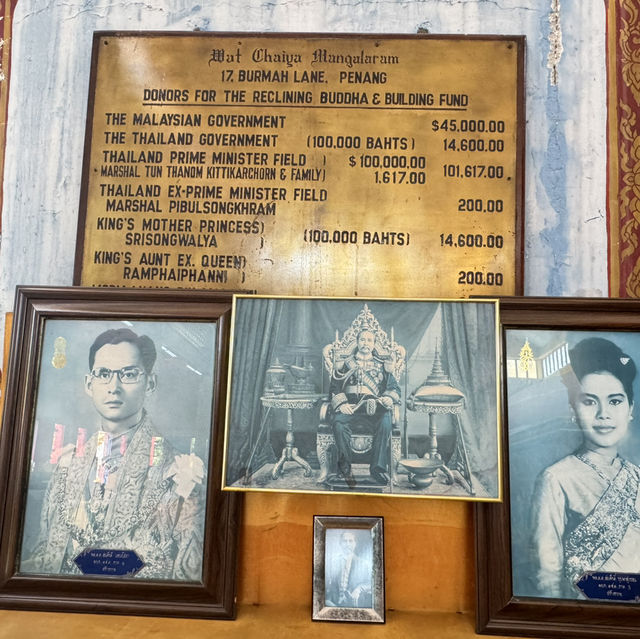 Wat Chaiya Mangalaram
17, BURMAH LANE, PENANG
DONORS FOR THE RECLINING BUDDHA & BUILDING FUND
THE MALAYSIAN GOVERNMENT $45,000.00
THE THAILAND GOVERNMENT (100,000 BAHTS) 14,600.00
THAILAND PRIME MINISTER FIELD ) $100,000.00
MARSHAL TUN THANOM KITTIKARCHORN & FAMILY) 1,617.00 101,617.00
THAILAND EX-PRIME MINISTER FIELD
MARSHAL PIBULSONGKHRAM 200.00
KING'S MOTHER PRINCESS)
SRISONGWALYA ) (100,000 BAHTS) 14,600.00
KING'S AUNT EX. QUEEN)
RAMPHAIPHANNI ) 200.00